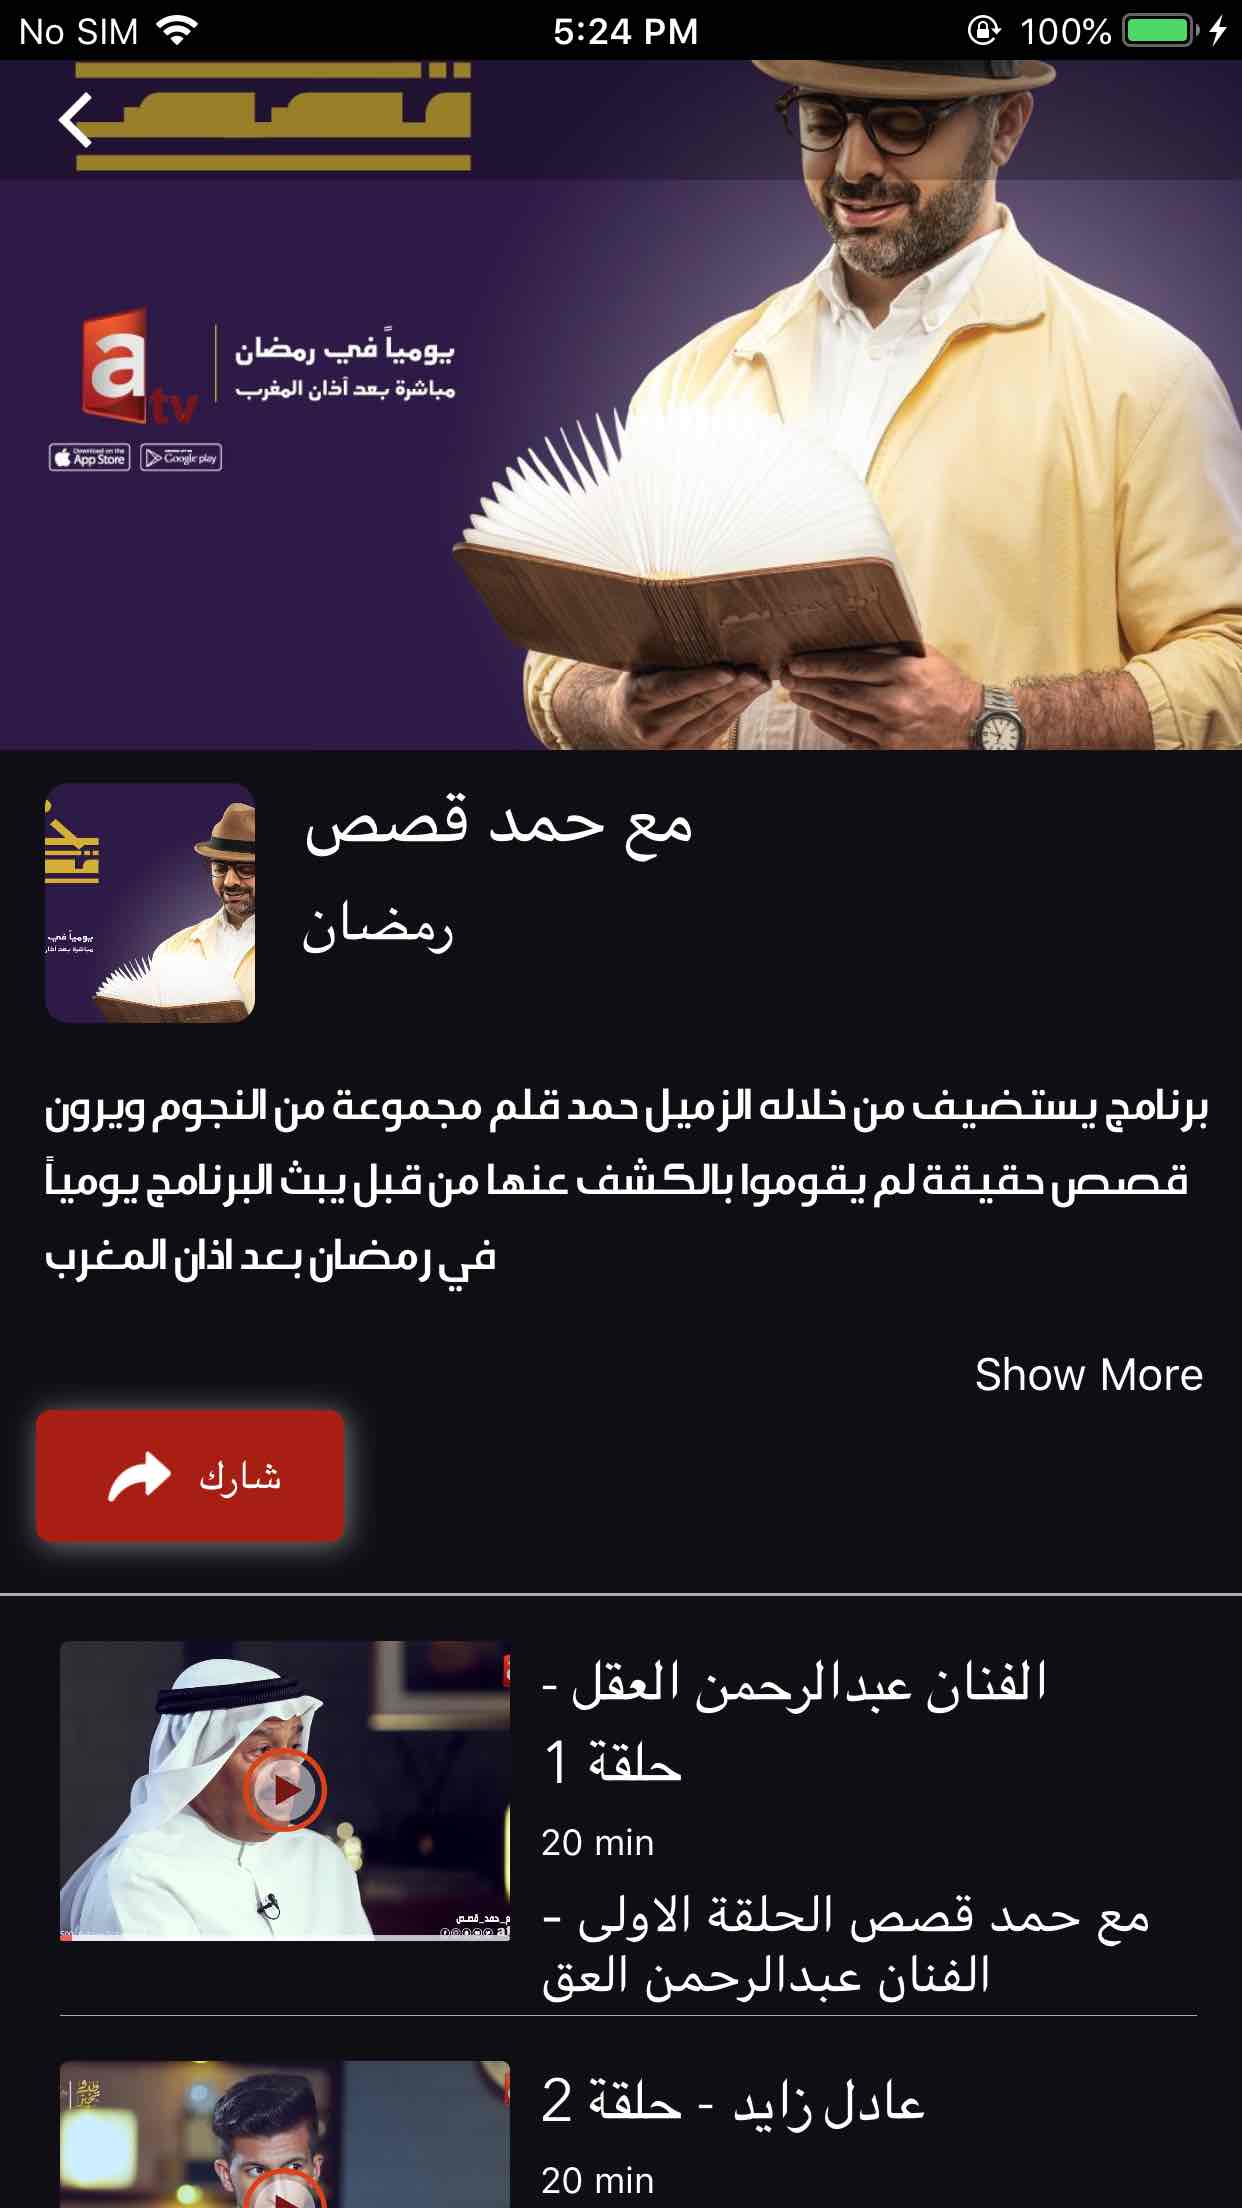 No SIM
5:24 PM
100%
قصص
يومياً في رمضان
مباشرة بعد أذان المغرب
a tv
Download on the
App Store
Google play
مع حمد قصص
رمضان
برنامج يستضيف من خلاله الزميل حمد قلم مجموعة من النجوم ويرون
قصص حقيقة لم يقوموا بالكشف عنها من قبل يبث البرنامج يومياً
في رمضان بعد اذان المغرب
Show More
شارك
الفنان عبدالرحمن العقل -
حلقة 1
20 min
مع حمد قصص الحلقة الاولى -
الفنان عبدالرحمن العق
عادل زايد - حلقة 2
20 min